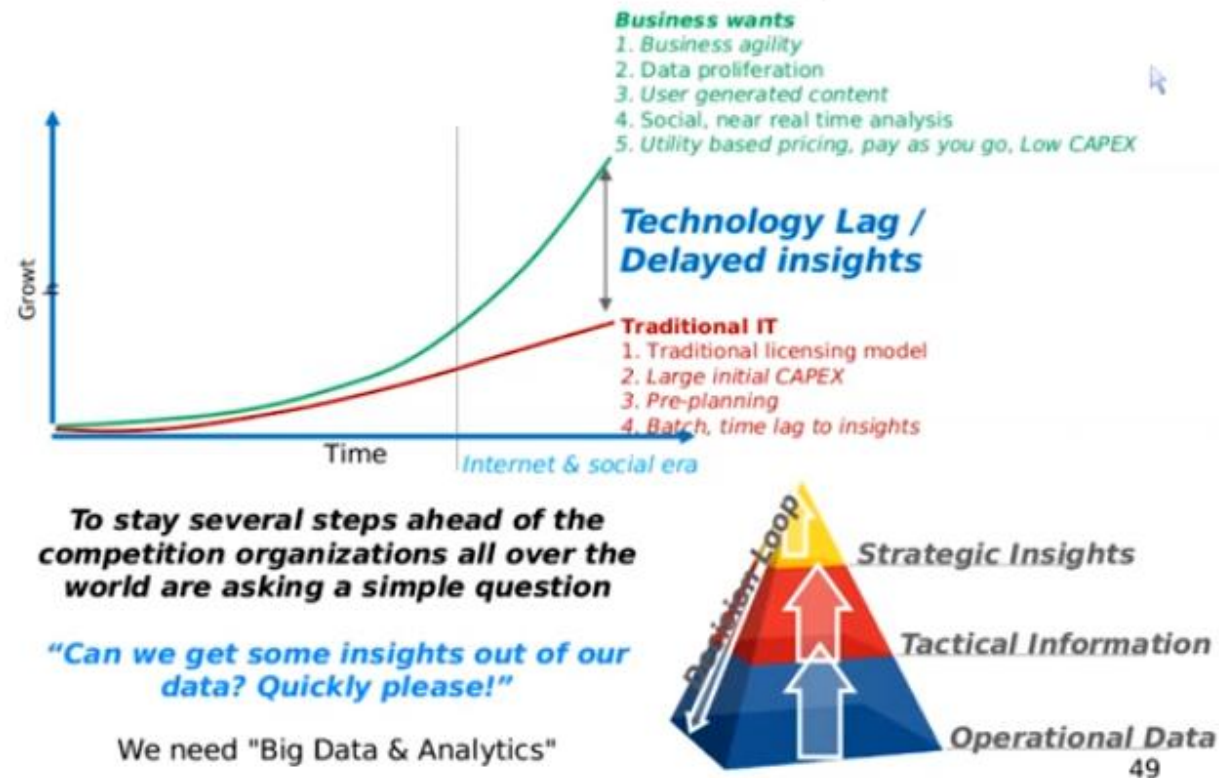 Business wants
1. Business agility
2. Data proliferation
3. User generated content
4. Social, near real time analysis
5. Utility based pricing, pay as you go, Low CAPEX
Technology Lag /
Delayed insights
Growt
h
Traditional IT
1. Traditional licensing model
2. Large initial CAPEX
3. Pre-planning
4. Batch, time lag to insights
Time
Internet & social era
To stay several steps ahead of the
competition organizations all over the
world are asking a simple question
“Can we get some insights out of our
data? Quickly please!”
We need "Big Data & Analytics"
Decision Loop
Strategic Insights
Tactical Information
Operational Data
49